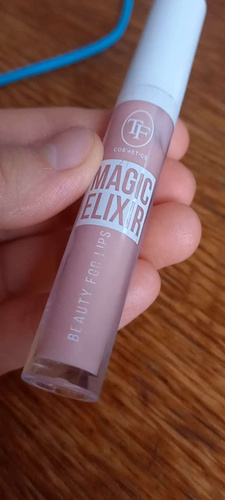 TF
COSMETICS
MAGIC
ELIXIR
BEAUTY FOR LIPS